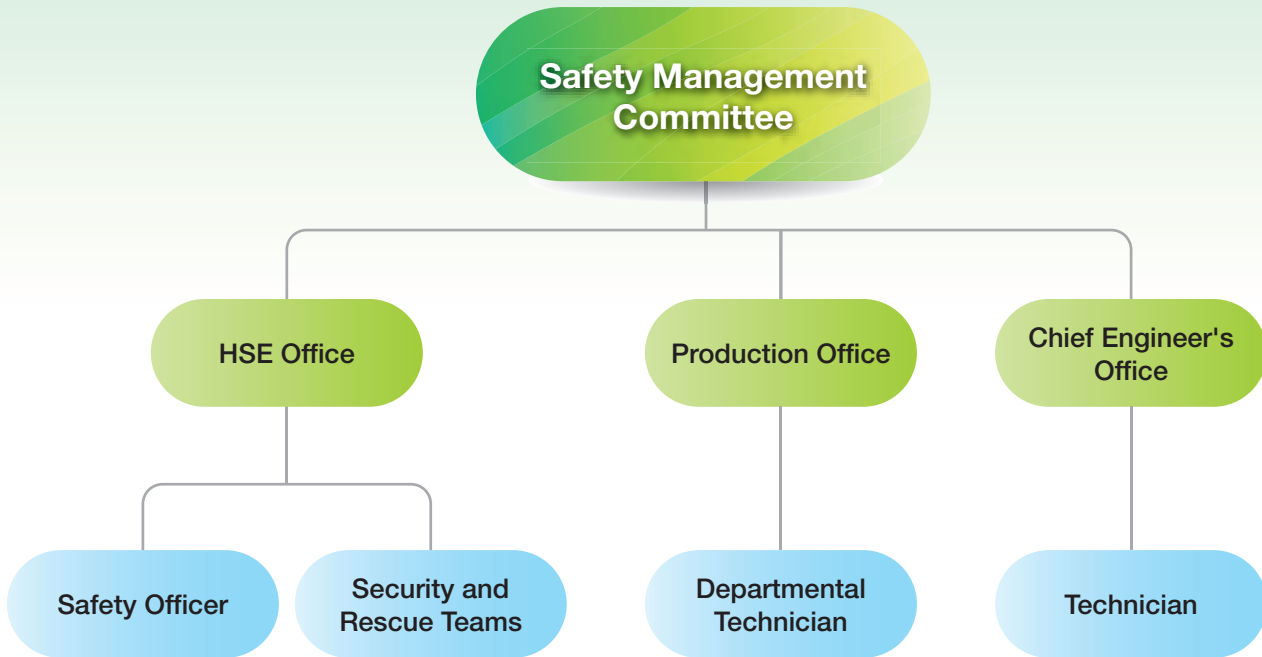 Safety Management
Committee
HSE Office
Production Office
Chief Engineer's
Office
Safety Officer
Security and
Rescue Teams
Departmental
Technician
Technician